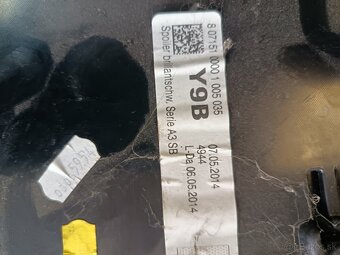 8 07151 0000 1 005 035
Y9B
07.05.2014
4944
Spoiler brillantschw. Serie A3 SB
L-Da 06.05.2014